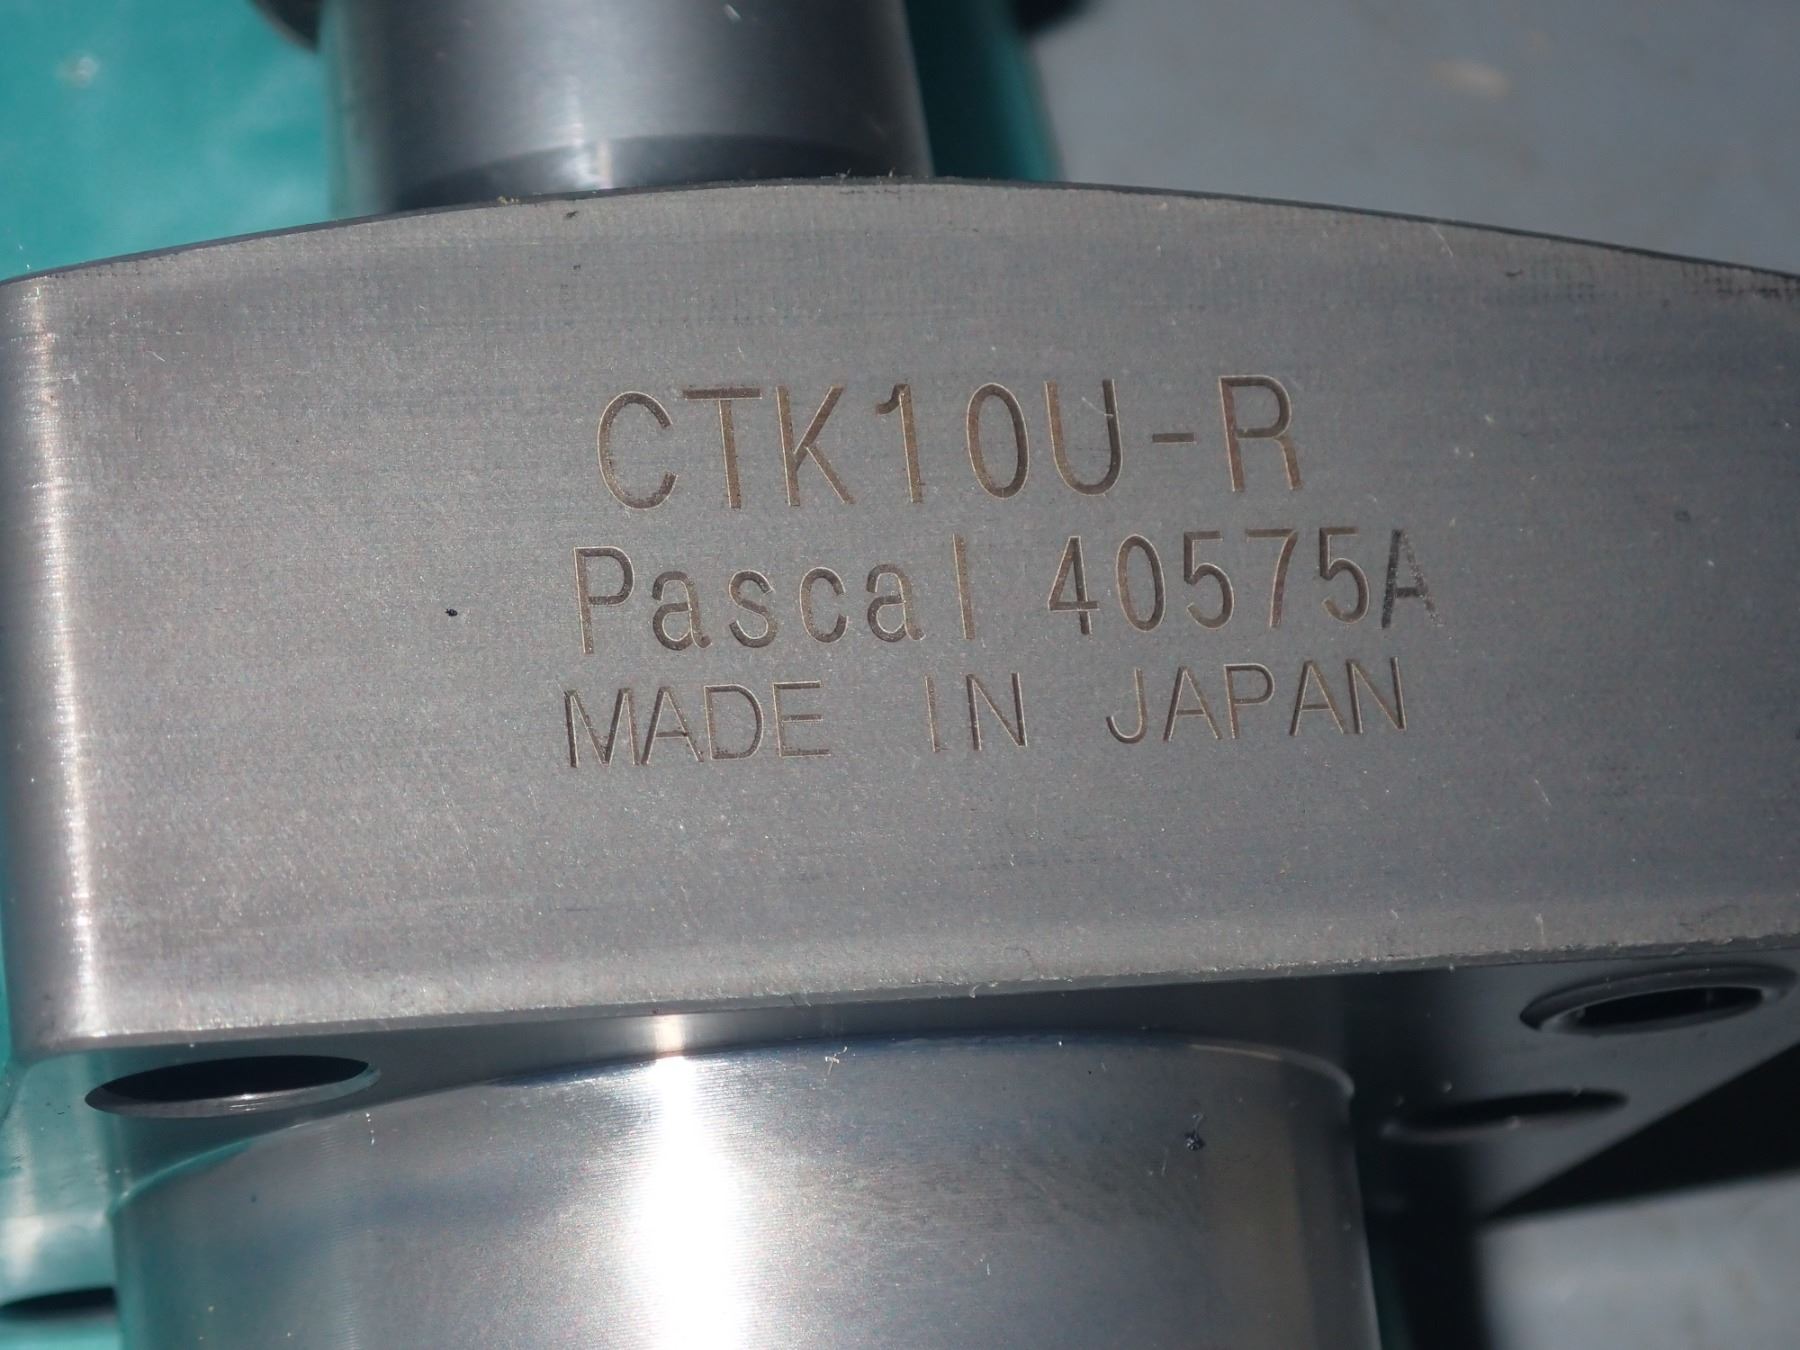 CTK10U-R
Pascal 40575A
MADE IN JAPAN